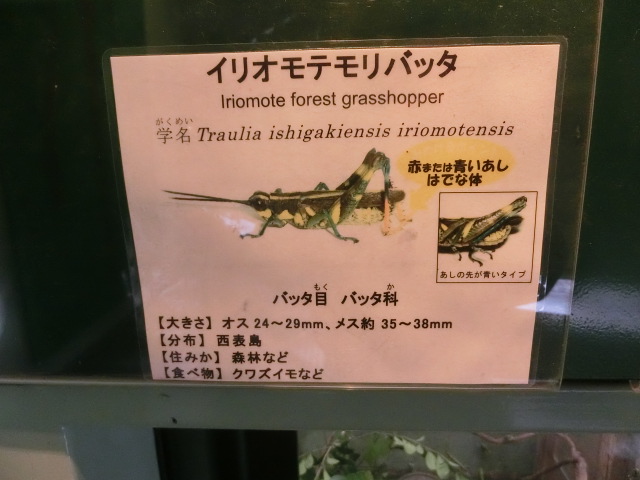 イリオモテモリバッタ
Iriomote forest grasshopper
がくめい
学名 Traulia ishigakiensis iriomotensis
赤または青いあし
はでな体
あしの先が青いタイプ
もく か
バッタ目 バッタ科
【大きさ】 オス 24～29mm、メス約 35～38mm
【分布】 西表島
【住みか】 森林など
【食べ物】 クワズイモなど